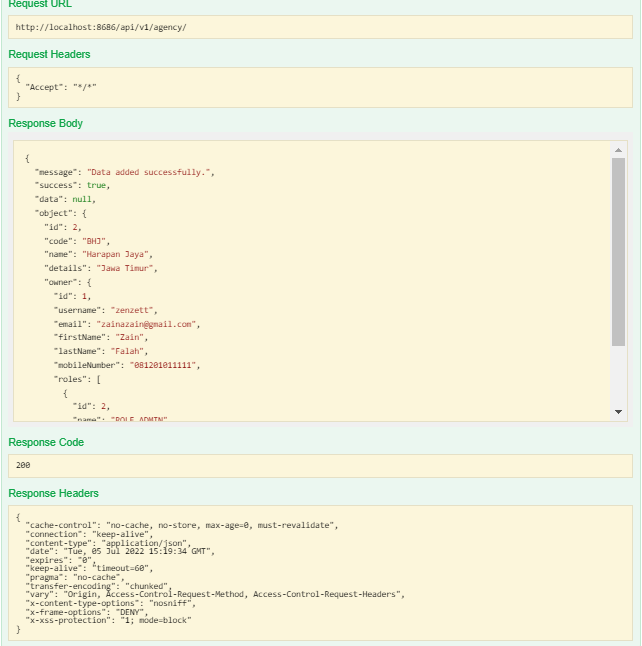 Request URL
http://localhost:8686/api/v1/agency/
Request Headers
{
"Accept": "*/*"
}
Response Body
{
"message": "Data added successfully.",
"success": true,
"data": null,
"object": {
"id": 2,
"code": "BHJ",
"name": "Harapan Jaya",
"details": "Jawa Timur",
"owner": {
"id": 1,
"username": "zenzett",
"email": "zainazain@gmail.com",
"firstName": "Zain",
"lastName": "Falah",
"mobileNumber": "081201011111",
"roles": [
{
"id": 2,
"name": "ROLE_ADMIN"
Response Code
200
Response Headers
{
"cache-control": "no-cache, no-store, max-age=0, must-revalidate",
"connection": "keep-alive",
"content-type": "application/json",
"date": "Tue, 05 Jul 2022 15:19:34 GMT",
"expires": "0",
"keep-alive": "timeout=60",
"pragma": "no-cache",
"transfer-encoding": "chunked",
"vary": "Origin, Access-Control-Request-Method, Access-Control-Request-Headers",
"x-content-type-options": "nosniff",
"x-frame-options": "DENY",
"x-xss-protection": "1; mode=block"
}